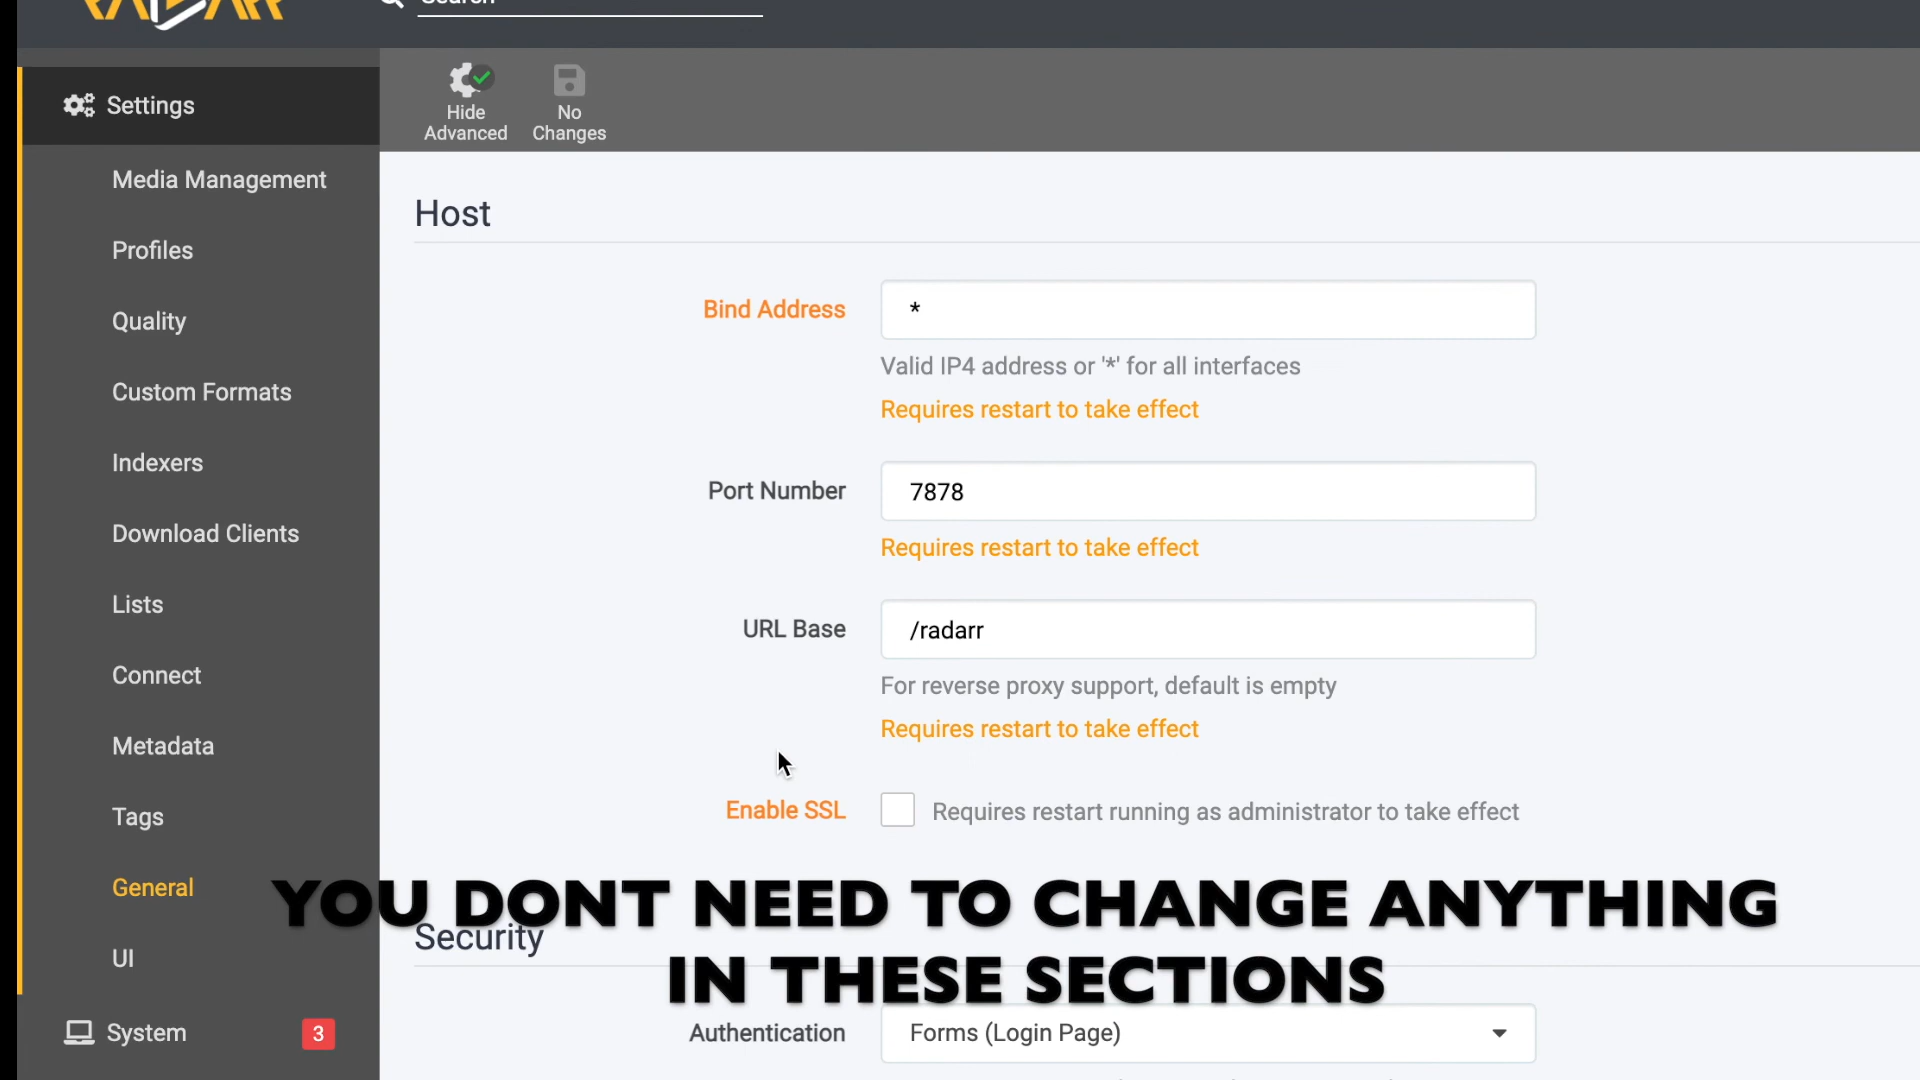 RADARR
Search
Settings
Hide
Advanced
No
Changes
Media Management
Profiles
Quality
Custom Formats
Indexers
Download Clients
Lists
Connect
Metadata
Tags
General
UI
System
3
Host
Bind Address
*
Valid IP4 address or '*' for all interfaces
Requires restart to take effect
Port Number
7878
Requires restart to take effect
URL Base
/radarr
For reverse proxy support, default is empty
Requires restart to take effect
Enable SSL
Requires restart running as administrator to take effect
Security
Authentication
Forms (Login Page)
YOU DONT NEED TO CHANGE ANYTHING
IN THESE SECTIONS